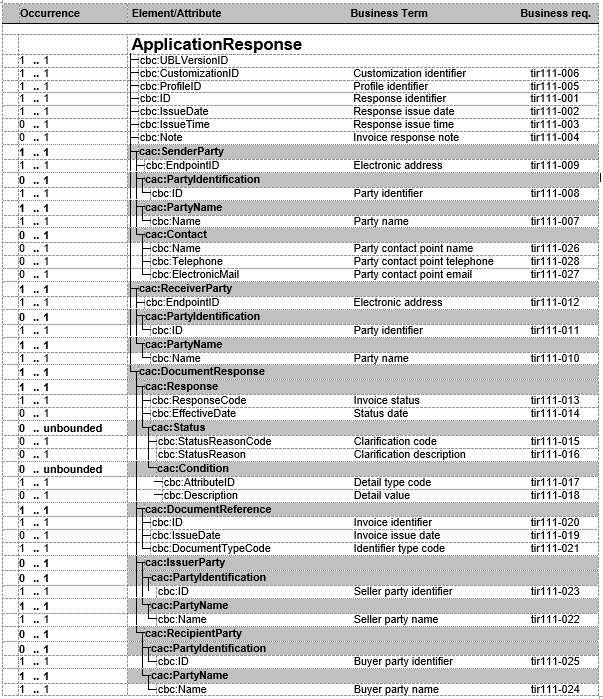 Occurrence Element/Attribute Business Term Business req.
ApplicationResponse
1 .. 1 cbc:UBLVersionID
1 .. 1 cbc:CustomizationID Customization identifier tir111-006
1 .. 1 cbc:ProfileID Profile identifier tir111-005
1 .. 1 cbc:ID Response identifier tir111-001
1 .. 1 cbc:IssueDate Response issue date tir111-002
0 .. 1 cbc:IssueTime Response issue time tir111-003
0 .. 1 cbc:Note Invoice response note tir111-004
1 .. 1 cac:SenderParty
1 .. 1 cbc:EndpointID Electronic address tir111-009
0 .. 1 cac:PartyIdentification
1 .. 1 cbc:ID Party identifier tir111-008
1 .. 1 cac:PartyName
1 .. 1 cbc:Name Party name tir111-007
0 .. 1 cac:Contact
0 .. 1 cbc:Name Party contact point name tir111-026
0 .. 1 cbc:Telephone Party contact point telephone tir111-028
0 .. 1 cbc:ElectronicMail Party contact point email tir111-027
1 .. 1 cac:ReceiverParty
1 .. 1 cbc:EndpointID Electronic address tir111-012
0 .. 1 cac:PartyIdentification
1 .. 1 cbc:ID Party identifier tir111-011
1 .. 1 cac:PartyName
1 .. 1 cbc:Name Party name tir111-010
1 .. 1 cac:DocumentResponse
1 .. 1 cac:Response
1 .. 1 cbc:ResponseCode Invoice status tir111-013
0 .. 1 cbc:EffectiveDate Status date tir111-014
0 .. unbounded cac:Status
0 .. 1 cbc:StatusReasonCode Clarification code tir111-015
0 .. 1 cbc:StatusReason Clarification description tir111-016
0 .. unbounded cac:Condition
1 .. 1 cbc:AttributeID Detail type code tir111-017
0 .. 1 cbc:Description Detail value tir111-018
1 .. 1 cac:DocumentReference
1 .. 1 cbc:ID Invoice identifier tir111-020
0 .. 1 cbc:IssueDate Invoice issue date tir111-019
1 .. 1 cbc:DocumentTypeCode Identifier type code tir111-021
0 .. 1 cac:IssuerParty
0 .. 1 cac:PartyIdentification
1 .. 1 cbc:ID Seller party identifier tir111-023
1 .. 1 cac:PartyName
1 .. 1 cbc:Name Seller party name tir111-022
0 .. 1 cac:RecipientParty
0 .. 1 cac:PartyIdentification
1 .. 1 cbc:ID Buyer party identifier tir111-025
1 .. 1 cac:PartyName
1 .. 1 cbc:Name Buyer party name tir111-024